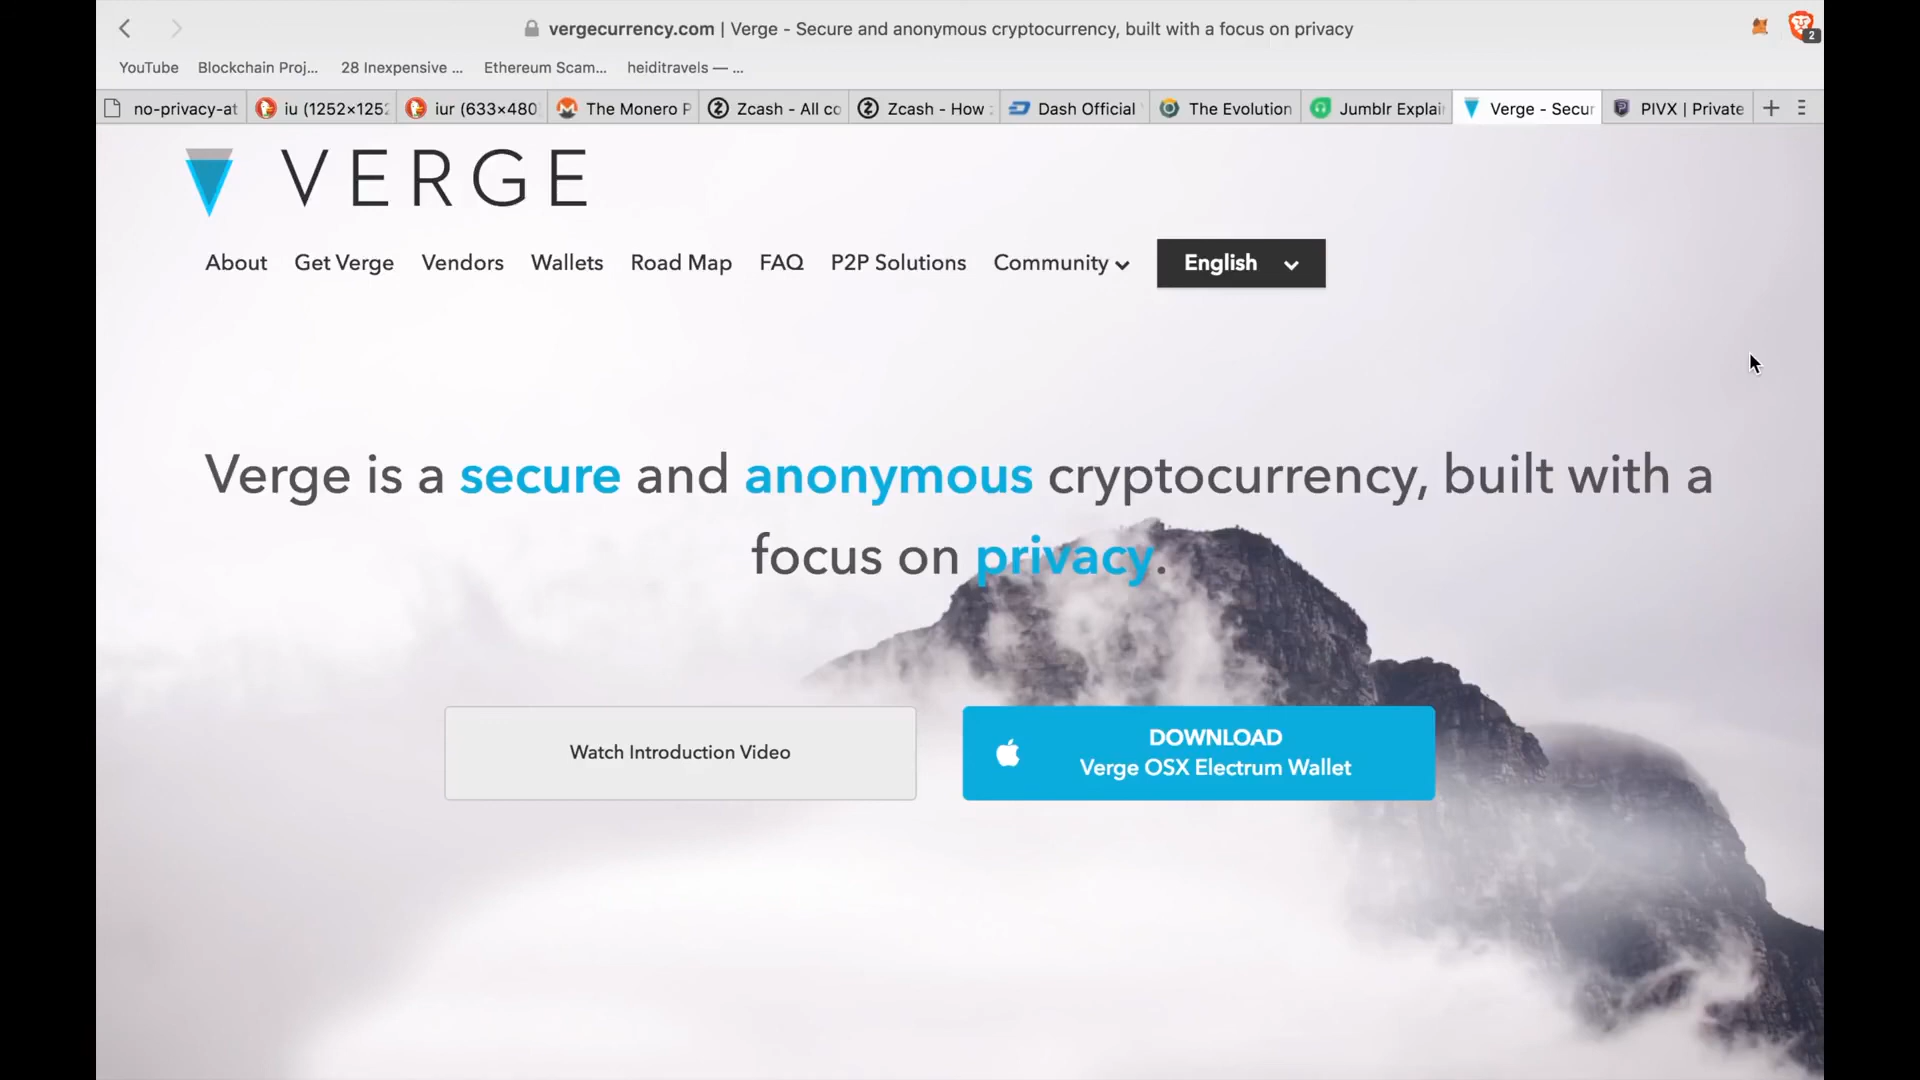 vergecurrency.com | Verge - Secure and anonymous cryptocurrency, built with a focus on privacy
2
YouTube Blockchain Proj... 28 Inexpensive ... Ethereum Scam... heiditravels — ...
no-privacy-at iu (1252×1252 iur (633×480 The Monero P Zcash - All co Zcash - How Dash Official The Evolution Jumblr Explai Verge - Secur PIVX | Private
VERGE
About Get Verge Vendors Wallets Road Map FAQ P2P Solutions Community English
Verge is a secure and anonymous cryptocurrency, built with a
focus on privacy.
Watch Introduction Video
DOWNLOAD
Verge OSX Electrum Wallet